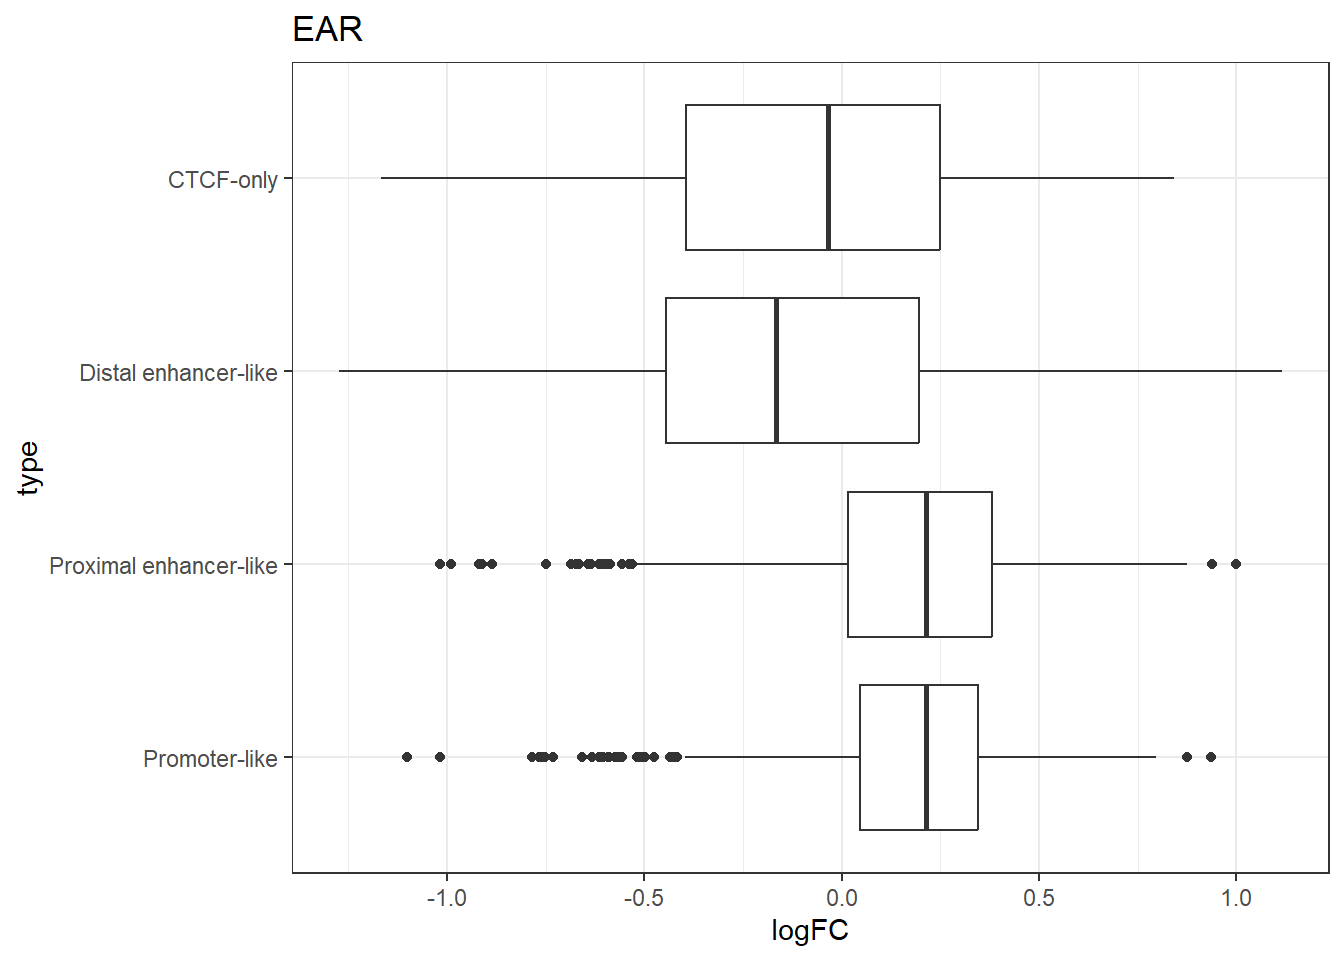 EAR
CTCF-only
Distal enhancer-like
Proximal enhancer-like
Promoter-like
type
-1.0 -0.5 0.0 0.5 1.0
logFC